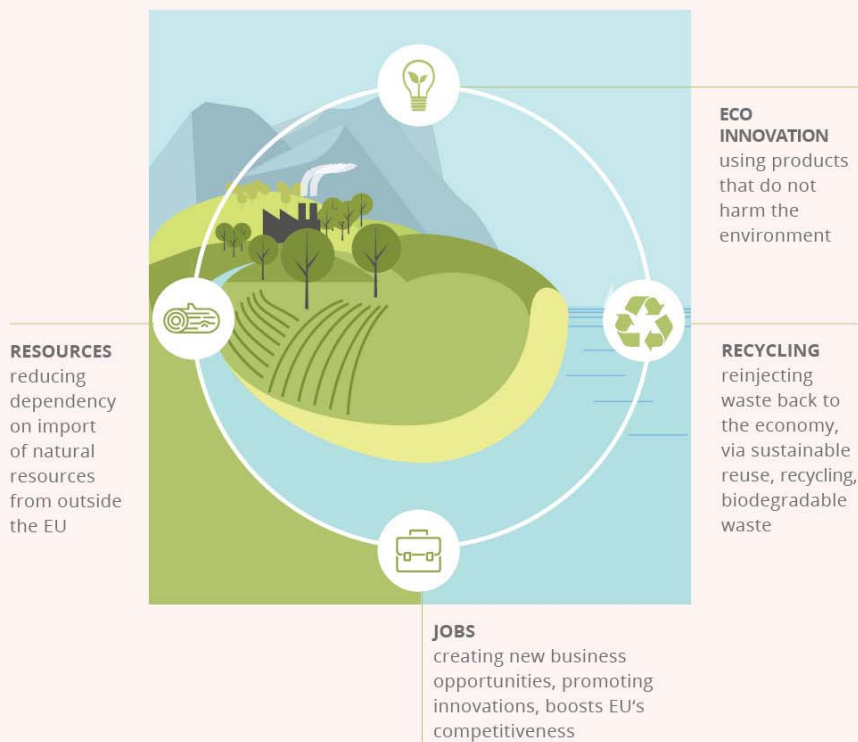 ECO
INNOVATION
using products
that do not
harm the
environment
RESOURCES
reducing
dependency
on import
of natural
resources
from outside
the EU
RECYCLING
reinjecting
waste back to
the economy,
via sustainable
reuse, recycling,
biodegradable
waste
JOBS
creating new business
opportunities, promoting
innovations, boosts EU‘s
competitiveness